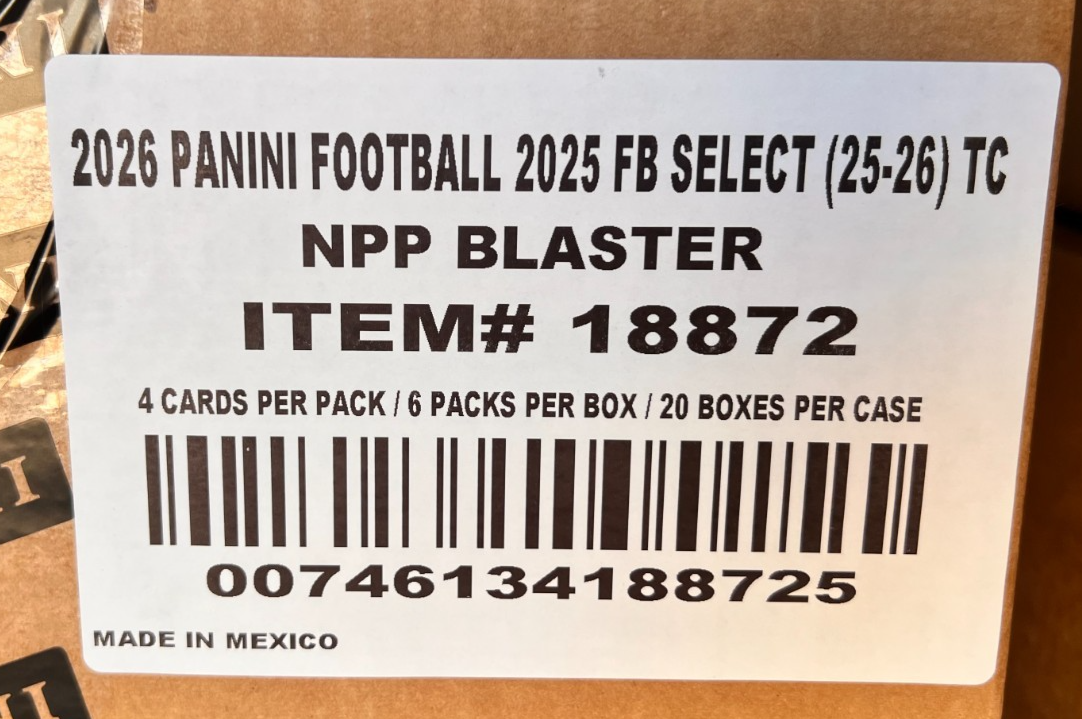 2026 PANINI FOOTBALL 2025 FB SELECT (25-26) TC
NPP BLASTER
ITEM# 18872
4 CARDS PER PACK / 6 PACKS PER BOX / 20 BOXES PER CASE
00746134188725
MADE IN MEXICO